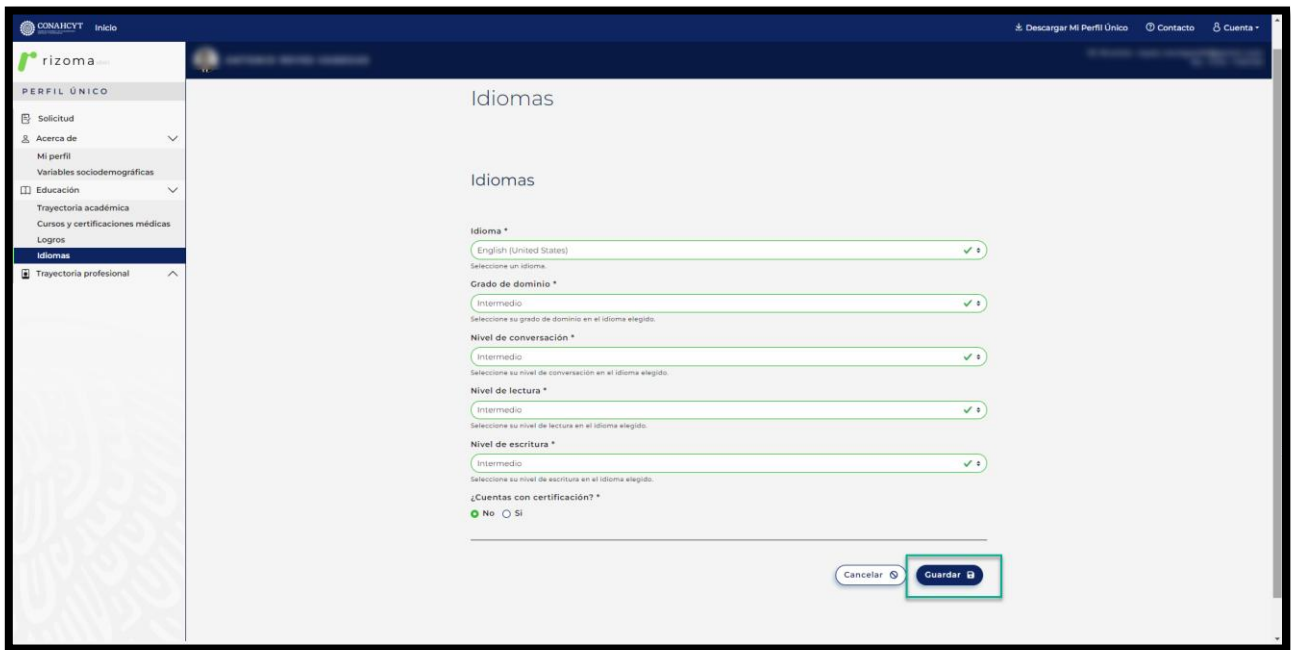 CONAHCYT Inicio
Descargar Mi Perfil Único Contacto Cuenta
rizoma
PERFIL ÚNICO
Solicitud
Acerca de
Mi perfil
Variables sociodemográficas
Educación
Trayectoria académica
Cursos y certificaciones médicas
Logros
Idiomas
Trayectoria profesional
Idiomas
Idiomas
Idioma *
English (United States)
Seleccione un idioma.
Grado de dominio *
Intermedio
Seleccione su grado de dominio en el idioma elegido.
Nivel de conversación *
Intermedio
Seleccione su nivel de conversación en el idioma elegido.
Nivel de lectura *
Intermedio
Seleccione su nivel de lectura en el idioma elegido.
Nivel de escritura *
Intermedio
Seleccione su nivel de escritura en el idioma elegido.
¿Cuentas con certificación? *
No Si
Cancelar Guardar